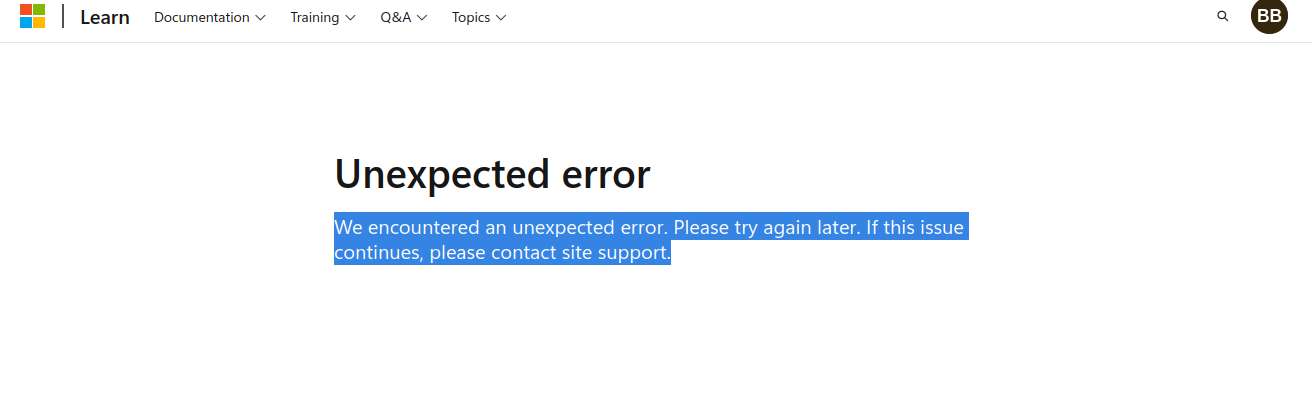 Learn Documentation Training Q&A Topics BB
Unexpected error
We encountered an unexpected error. Please try again later. If this issue
continues, please contact site support.